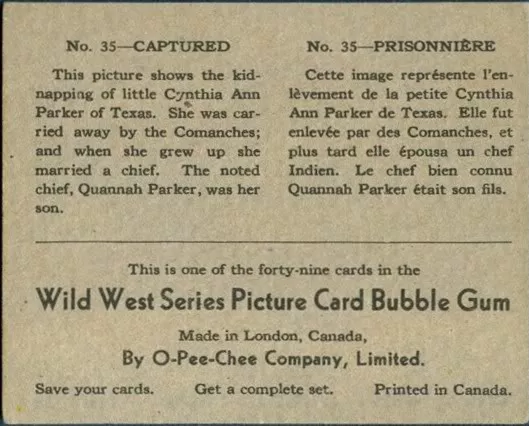 No. 35—CAPTURED
This picture shows the kid-
napping of little Cynthia Ann
Parker of Texas. She was car-
ried away by the Comanches;
and when she grew up she
married a chief. The noted
chief, Quannah Parker, was her
son.
No. 35—PRISONNIÈRE
Cette image représente l'en-
lèvement de la petite Cynthia
Ann Parker de Texas. Elle fut
enlevée par des Comanches, et
plus tard elle épousa un chef
Indien. Le chef bien connu
Quannah Parker était son fils.
This is one of the forty-nine cards in the
Wild West Series Picture Card Bubble Gum
Made in London, Canada,
By O-Pee-Chee Company, Limited.
Save your cards. Get a complete set. Printed in Canada.